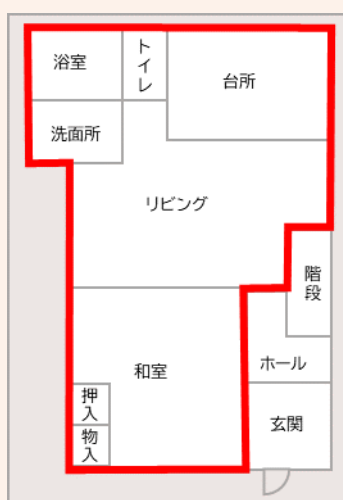 浴室
トイレ
台所
洗面所
リビング
階段
和室
ホール
押入
玄関
物入